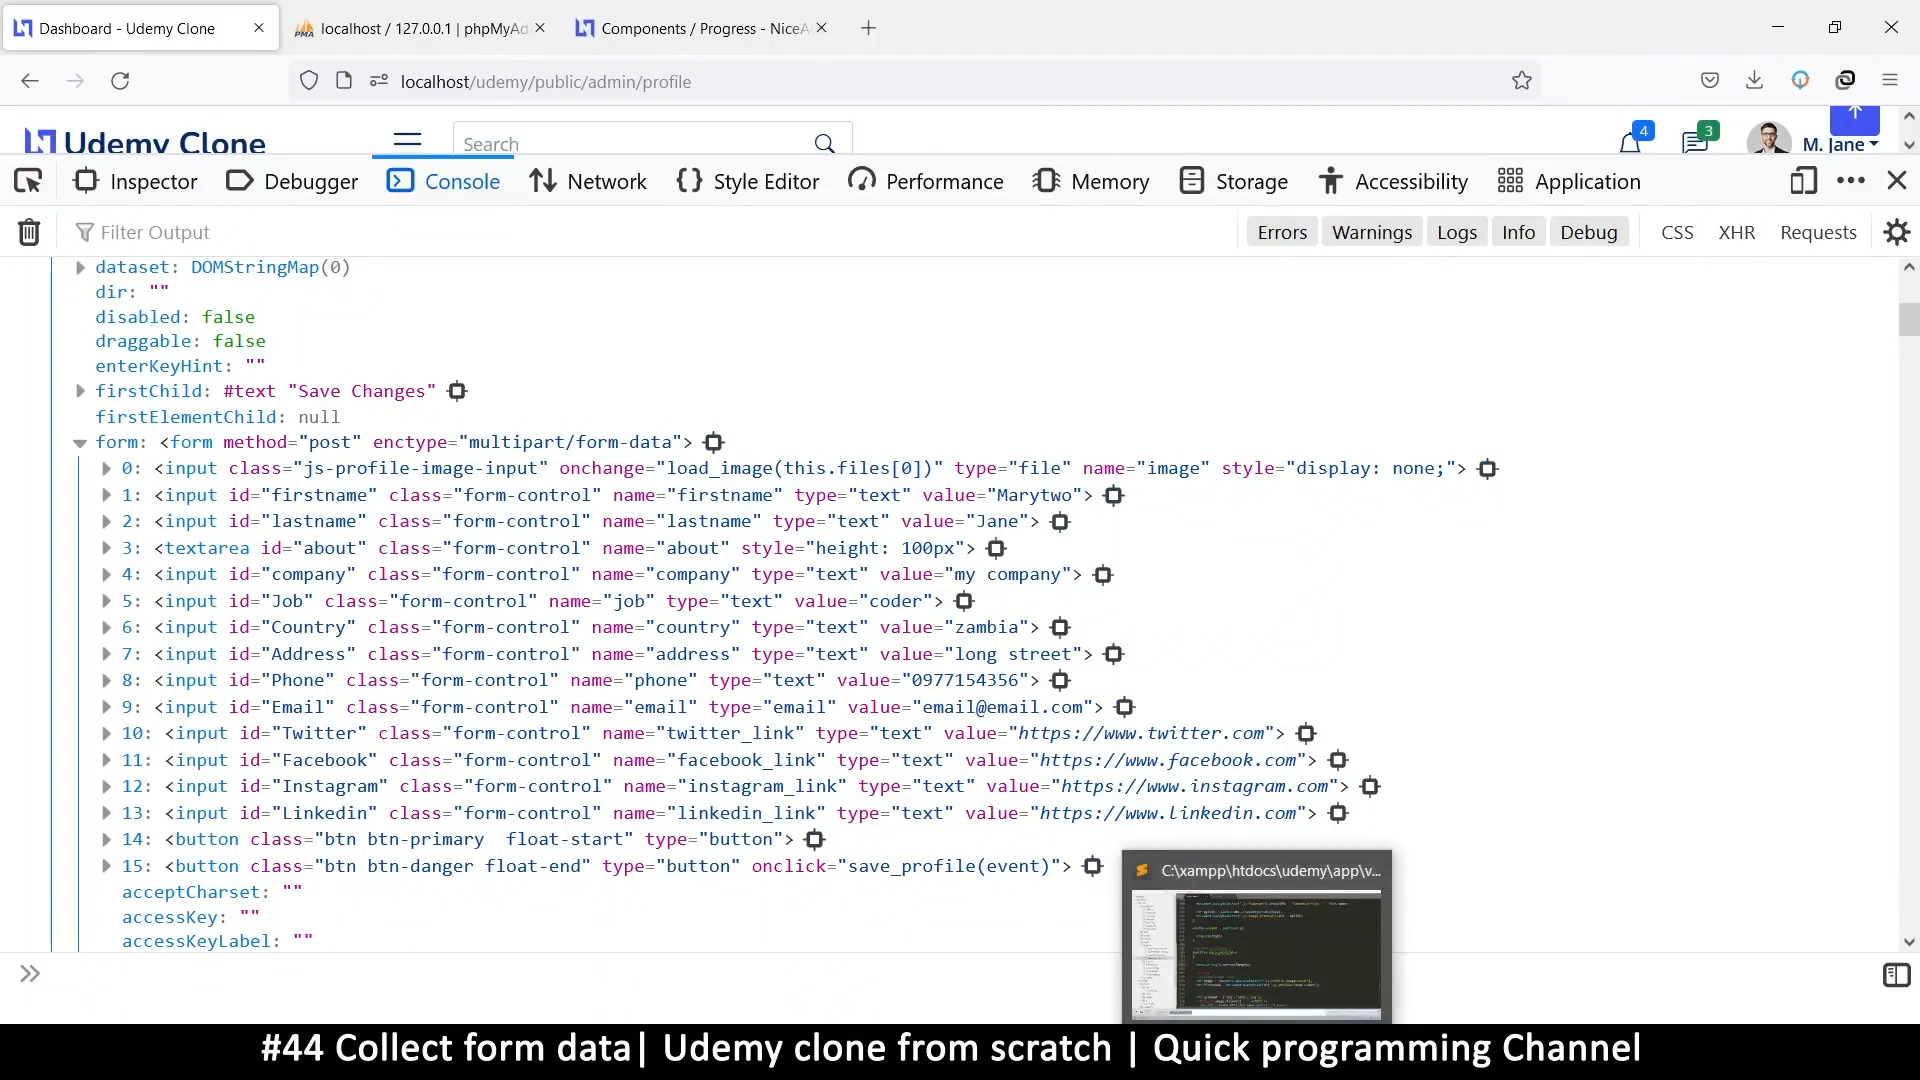 Dashboard - Udemy Clone
localhost / 127.0.0.1 | phpMyAd
Components / Progress - NiceA
localhost/udemy/public/admin/profile
Udemy Clone
Search
4
3
M. Jane
Inspector
Debugger
Console
Network
Style Editor
Performance
Memory
Storage
Accessibility
Application
Filter Output
Errors
Warnings
Logs
Info
Debug
CSS
XHR
Requests
dataset: DOMStringMap(0)
dir: ""
disabled: false
draggable: false
enterKeyHint: ""
firstChild: #text "Save Changes"
firstElementChild: null
form: <form method="post" enctype="multipart/form-data">
0: <input class="js-profile-image-input" onchange="load_image(this.files[0])" type="file" name="image" style="display: none;">
1: <input id="firstname" class="form-control" name="firstname" type="text" value="Marytwo">
2: <input id="lastname" class="form-control" name="lastname" type="text" value="Jane">
3: <textarea id="about" class="form-control" name="about" style="height: 100px">
4: <input id="company" class="form-control" name="company" type="text" value="my company">
5: <input id="Job" class="form-control" name="job" type="text" value="coder">
6: <input id="Country" class="form-control" name="country" type="text" value="zambia">
7: <input id="Address" class="form-control" name="address" type="text" value="long street">
8: <input id="Phone" class="form-control" name="phone" type="text" value="0977154356">
9: <input id="Email" class="form-control" name="email" type="email" value="email@email.com">
10: <input id="Twitter" class="form-control" name="twitter_link" type="text" value="https://www.twitter.com">
11: <input id="Facebook" class="form-control" name="facebook_link" type="text" value="https://www.facebook.com">
12: <input id="Instagram" class="form-control" name="instagram_link" type="text" value="https://www.instagram.com">
13: <input id="Linkedin" class="form-control" name="linkedin_link" type="text" value="https://www.linkedin.com">
14: <button class="btn btn-primary  float-start" type="button">
15: <button class="btn btn-danger float-end" type="button" onclick="save_profile(event)">
acceptCharset: ""
accessKey: ""
accessKeyLabel: ""
C:\xampp\htdocs\udemy\app\v...
#44 Collect form data| Udemy clone from scratch | Quick programming Channel